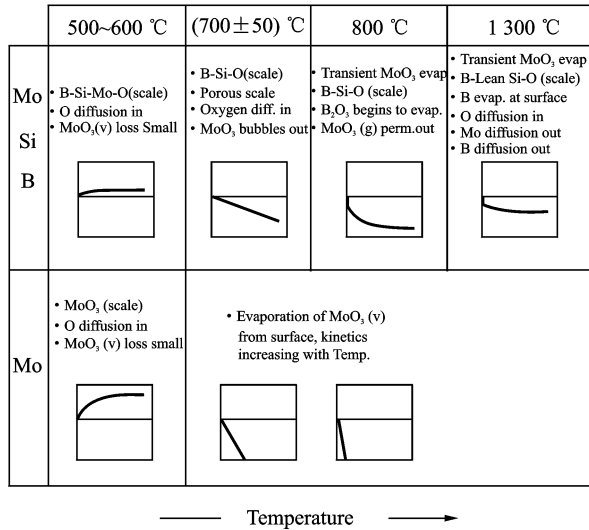 500~600 ℃
(700±50) ℃
800 ℃
1 300 ℃
Mo
Si
B
• B-Si-Mo-O(scale)
• O diffusion in
• MoO₃(v) loss Small
• B-Si-O(scale)
• Porous scale
• Oxygen diff. in
• MoO₃ bubbles out
• Transient MoO₃ evap
• B-Si-O (scale)
• B₂O₃ begins to evap.
• MoO₃ (g) perm.out
• Transient MoO₃ evap
• B-Lean Si-O (scale)
• B evap. at surface
• O diffusion in
• Mo diffusion out
• B diffusion out
Mo
• MoO₃ (scale)
• O diffusion in
• MoO₃ (v) loss small
• Evaporation of MoO₃ (v)
from surface, kinetics
increasing with Temp.
Temperature